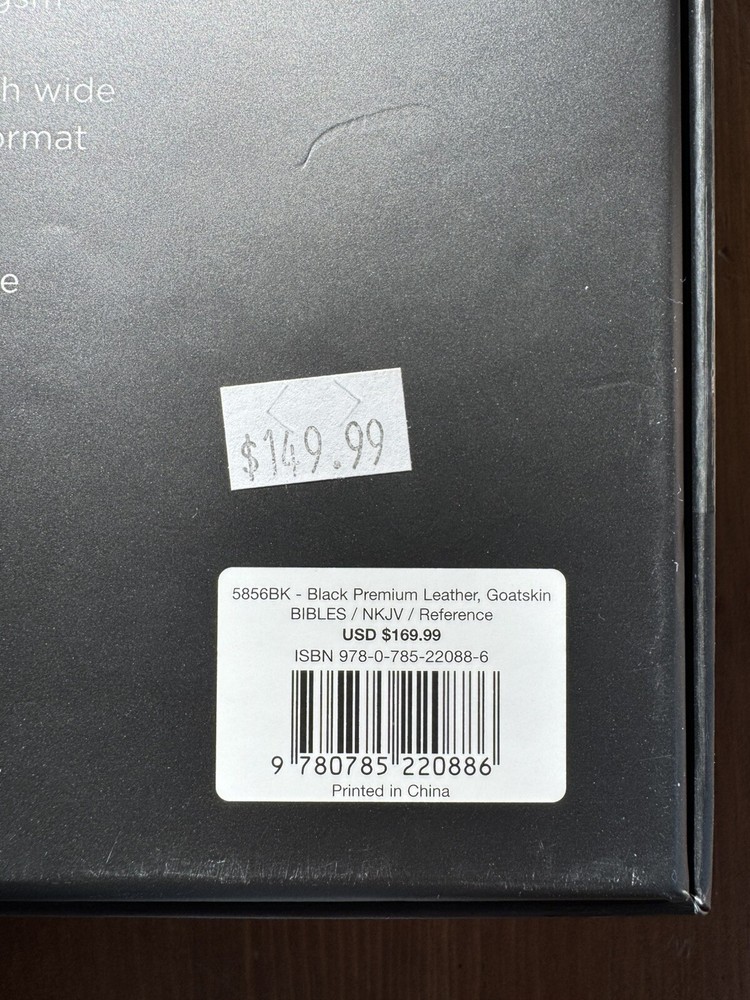 gsm
h wide
ormat
e
$149.99
5856BK - Black Premium Leather, Goatskin
BIBLES / NKJV / Reference
USD $169.99
ISBN 978-0-785-22088-6
9 780785 220886
Printed in China